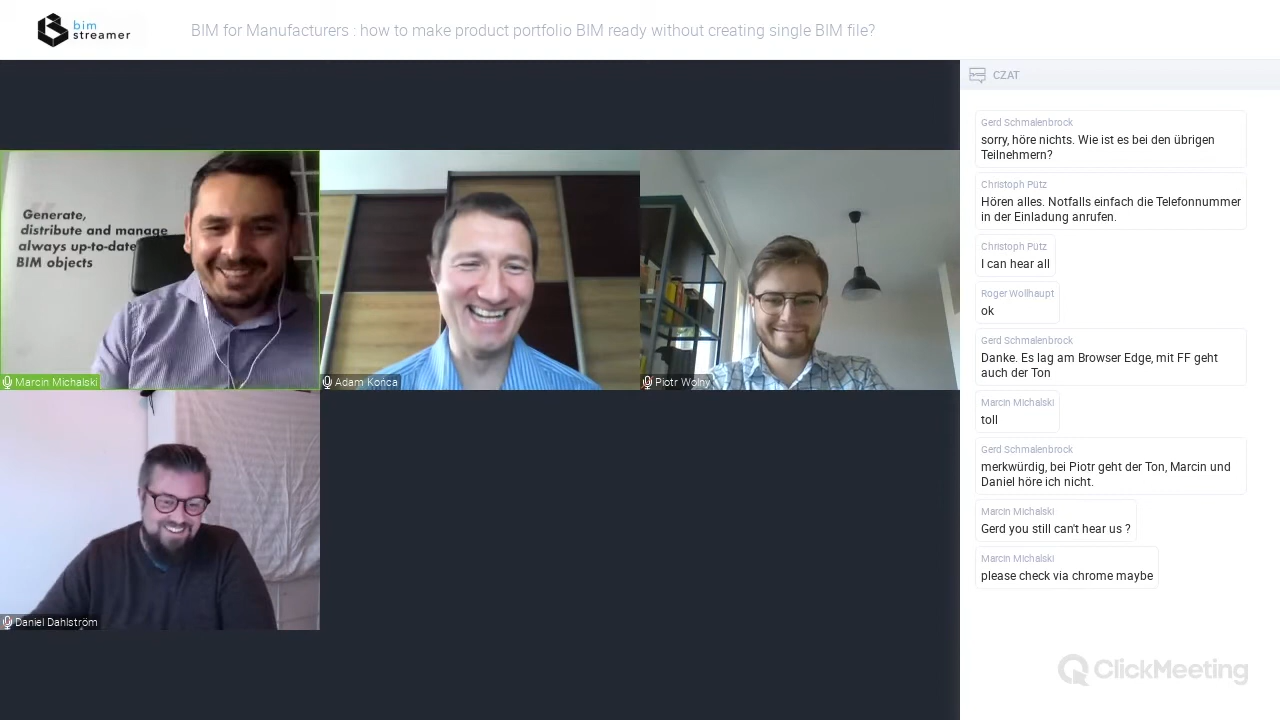 bim
streamer
BIM for Manufacturers : how to make product portfolio BIM ready without creating single BIM file?
CZAT
Generate,
distribute and manage
always up-to-date
BIM objects
Marcin Michalski
Adam Konca
Piotr Wolny
Daniel Dahlström
Gerd Schmalenbrock
sorry, höre nichts. Wie ist es bei den übrigen
Teilnehmern?
Christoph Pütz
Hören alles. Notfalls einfach die Telefonnummer
in der Einladung anrufen.
Christoph Pütz
I can hear all
Roger Wollhaupt
ok
Gerd Schmalenbrock
Danke. Es lag am Browser Edge, mit FF geht
auch der Ton
Marcin Michalski
toll
Gerd Schmalenbrock
merkwürdig, bei Piotr geht der Ton, Marcin und
Daniel höre ich nicht.
Marcin Michalski
Gerd you still can't hear us ?
Marcin Michalski
please check via chrome maybe
ClickMeeting